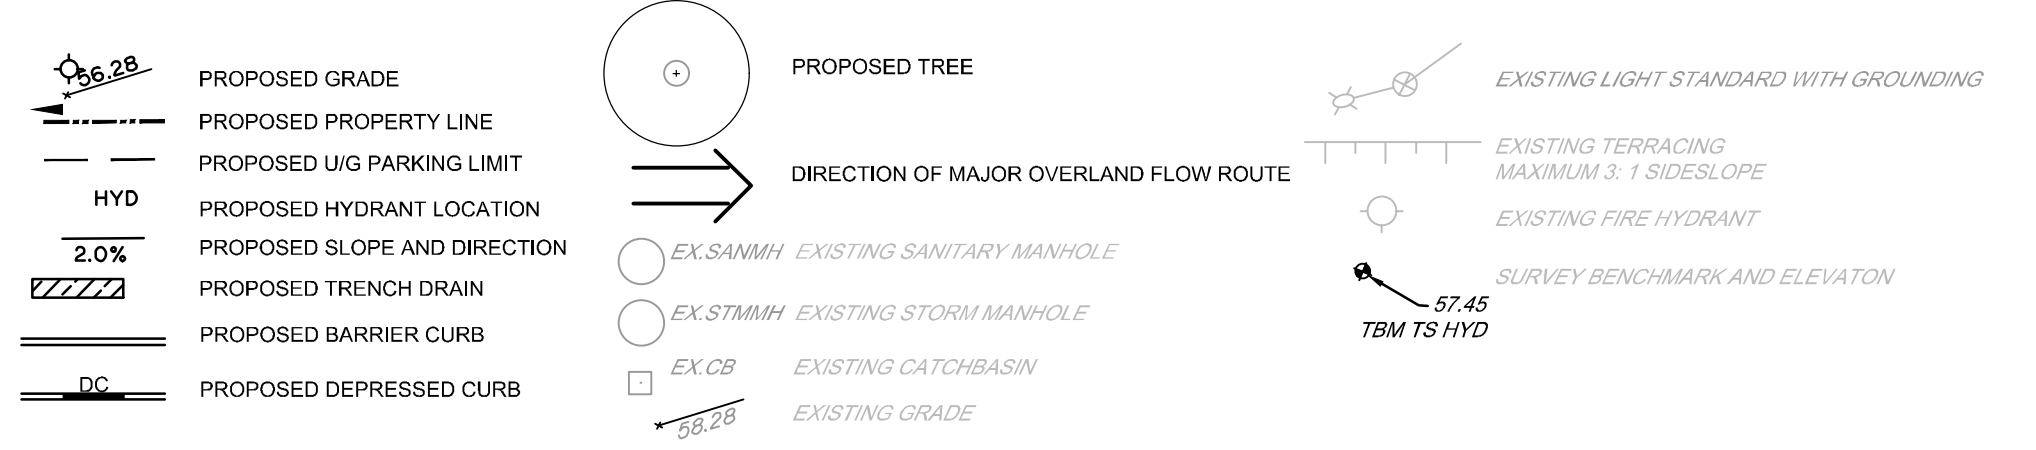 56.28 PROPOSED GRADE
PROPOSED PROPERTY LINE
PROPOSED U/G PARKING LIMIT
HYD PROPOSED HYDRANT LOCATION
2.0% PROPOSED SLOPE AND DIRECTION
PROPOSED TRENCH DRAIN
PROPOSED BARRIER CURB
DC PROPOSED DEPRESSED CURB
PROPOSED TREE
DIRECTION OF MAJOR OVERLAND FLOW ROUTE
EX.SANMH EXISTING SANITARY MANHOLE
EX.STMMH EXISTING STORM MANHOLE
EX.CB EXISTING CATCHBASIN
58.28 EXISTING GRADE
EXISTING LIGHT STANDARD WITH GROUNDING
EXISTING TERRACING
MAXIMUM 3: 1 SIDESLOPE
EXISTING FIRE HYDRANT
SURVEY BENCHMARK AND ELEVATON
57.45
TBM TS HYD